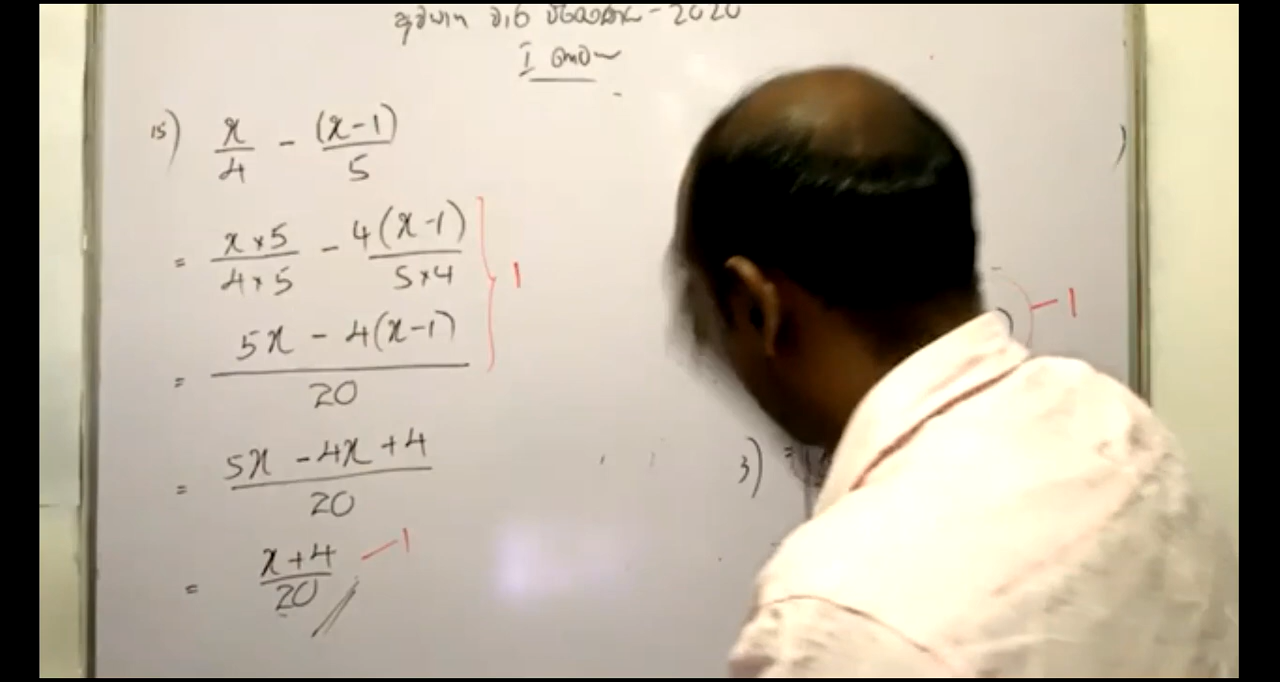 2020
I
15) x/4 - (x-1)/5
= x×5/4×5 - 4(x-1)/5×4
1
= 5x - 4(x-1)/20
= 5x - 4x + 4/20
= x+4/20
1
1
3) =